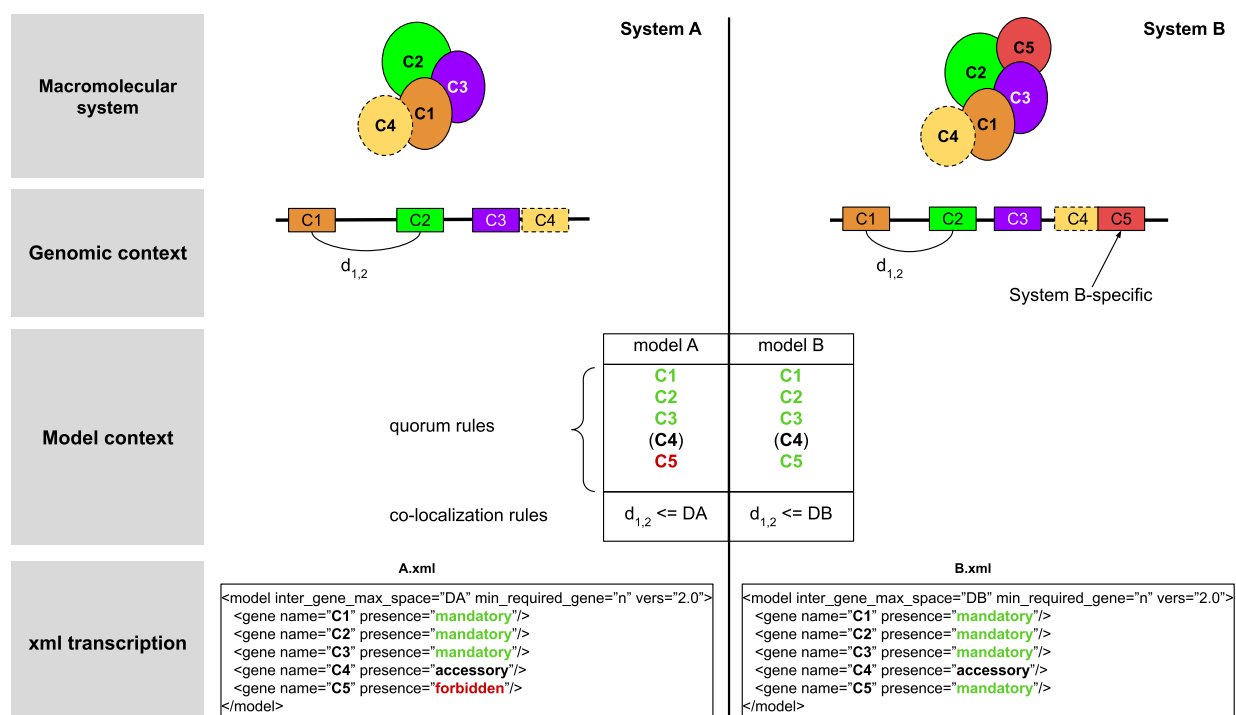 System A
System B
Macromolecular
system
C2
C3
C1
C4
C5
C2
C3
C1
C4
Genomic context
C1
C2
C3
C4
d1,2
C1
C2
C3
C4
C5
d1,2
System B-specific
Model context
model A
model B
quorum rules
C1
C2
C3
(C4)
C5
C1
C2
C3
(C4)
C5
co-localization rules
d1,2 <= DA
d1,2 <= DB
xml transcription
A.xml
<model inter_gene_max_space=”DA” min_required_gene=”n” vers=”2.0”>
<gene name=”C1” presence=”mandatory”/>
<gene name=”C2” presence=”mandatory”/>
<gene name=”C3” presence=”mandatory”/>
<gene name=”C4” presence=”accessory”/>
<gene name=”C5” presence=”forbidden”/>
</model>
B.xml
<model inter_gene_max_space=”DB” min_required_gene=”n” vers=”2.0”>
<gene name=”C1” presence=”mandatory”/>
<gene name=”C2” presence=”mandatory”/>
<gene name=”C3” presence=”mandatory”/>
<gene name=”C4” presence=”accessory”/>
<gene name=”C5” presence=”mandatory”/>
</model>